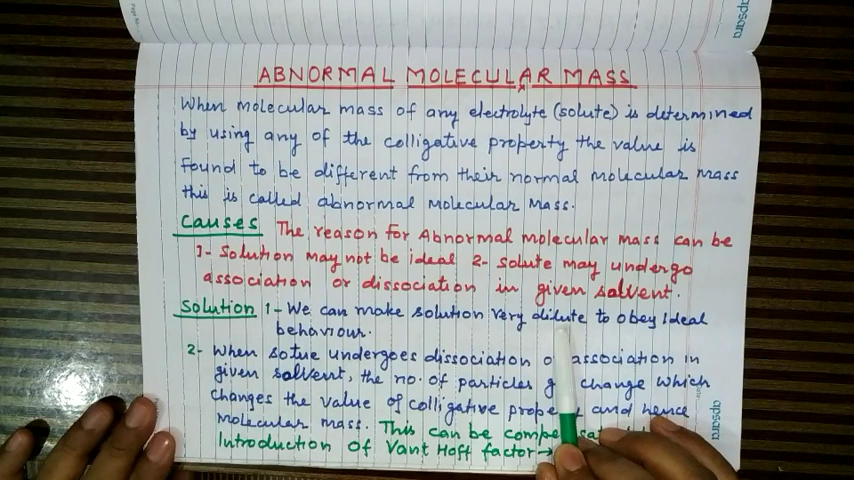 apsara
ABNORMAL MOLECULAR MASS
When molecular mass of any electrolyte (solute) is determined
by using any of the colligative property the value is
found to be different from their normal molecular mass
this is called abnormal molecular mass.
Causes The reason for Abnormal molecular mass can be
1- Solution may not be ideal 2- solute may undergo
association or dissociation in given solvent.
Solution 1- We can make solution very dilute to obey ideal
behaviour.
2- When solute undergoes dissociation or association in
given solvent, the no. of particles change which
changes the value of colligative and hence
molecular mass. This can be
Introduction of Vant Hoff factor→
apsara